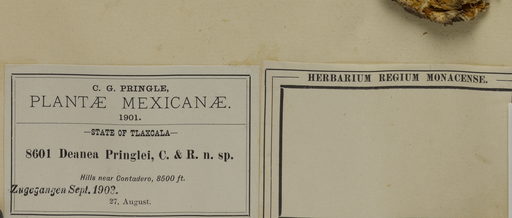 C. G. PRINGLE,
PLANTÆ MEXICANÆ.
1901.
—STATE OF TLAXCALA—
8601 Deanea Pringlei, C. & R. n. sp.
Hills near Contadero, 8500 ft.
Zugegangen Sept. 1902.
27. August.
HERBARIUM REGIUM MONACENSE.